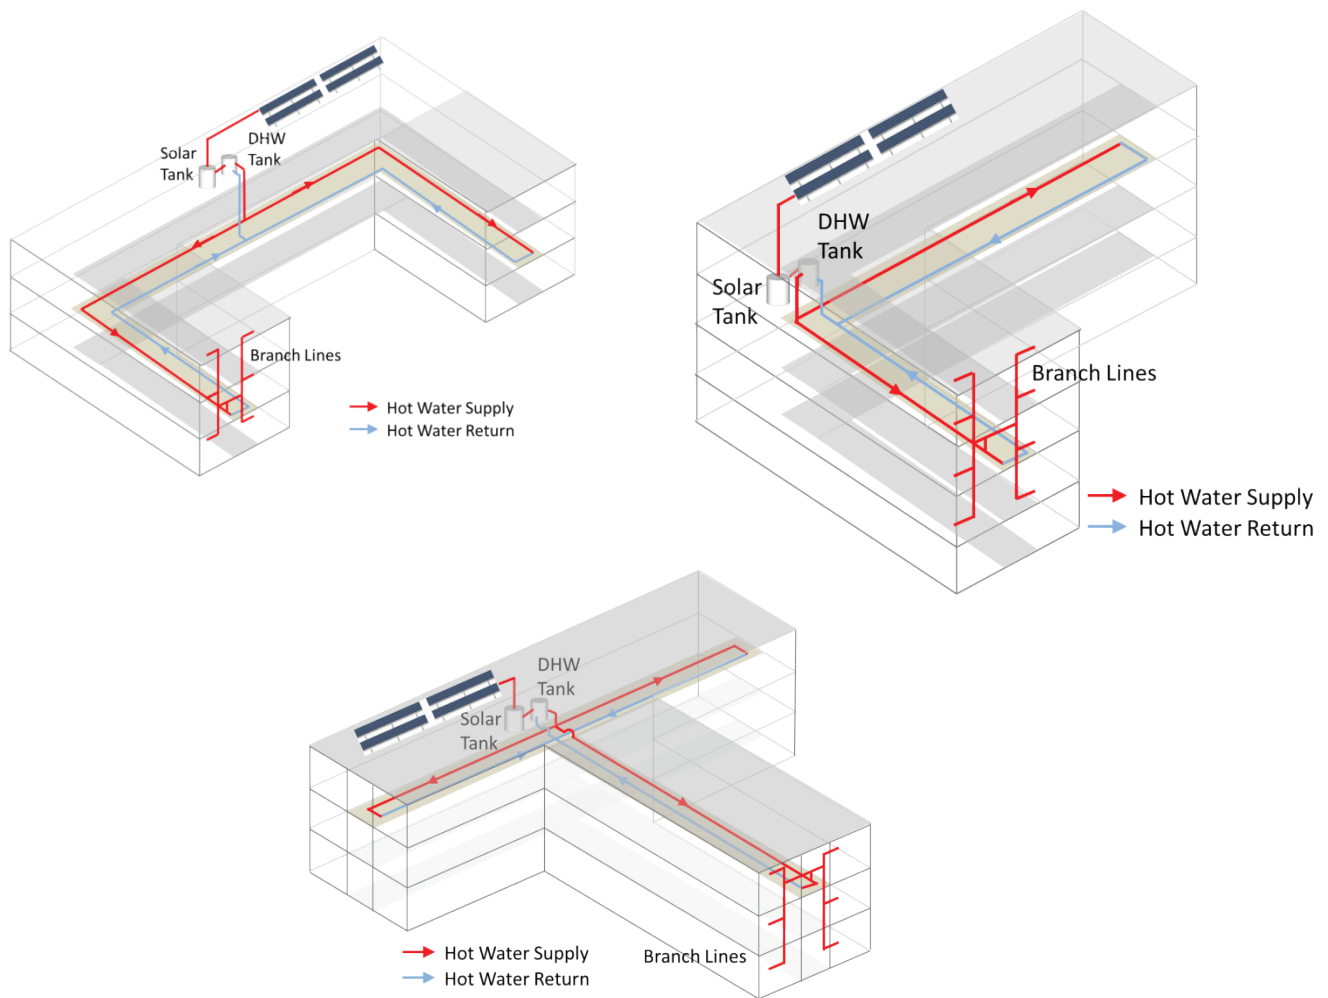 Solar
Tank
DHW
Tank
Branch Lines
Hot Water Supply
Hot Water Return
DHW
Tank
Solar
Tank
Branch Lines
Hot Water Supply
Hot Water Return
DHW
Tank
Solar
Tank
Branch Lines
Hot Water Supply
Hot Water Return